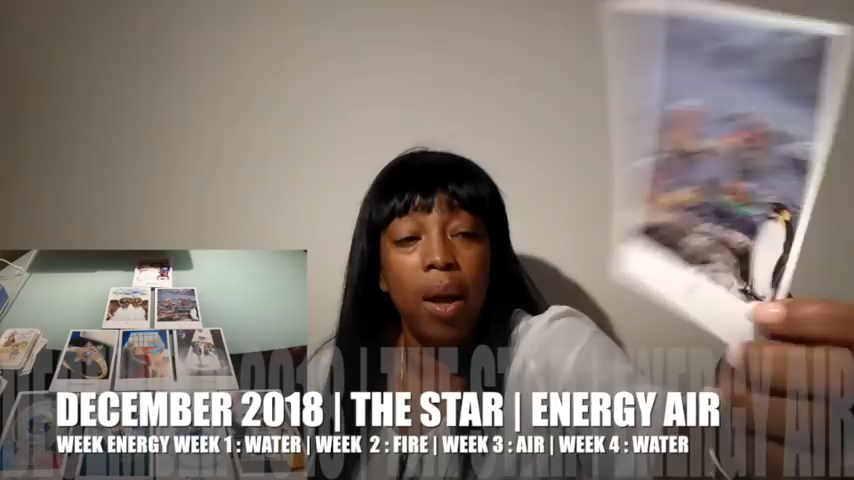 DECEMBER 2018 | THE STAR | ENERGY AIR
WEEK ENERGY WEEK 1 : WATER | WEEK 2 : FIRE | WEEK 3 : AIR | WEEK 4 : WATER